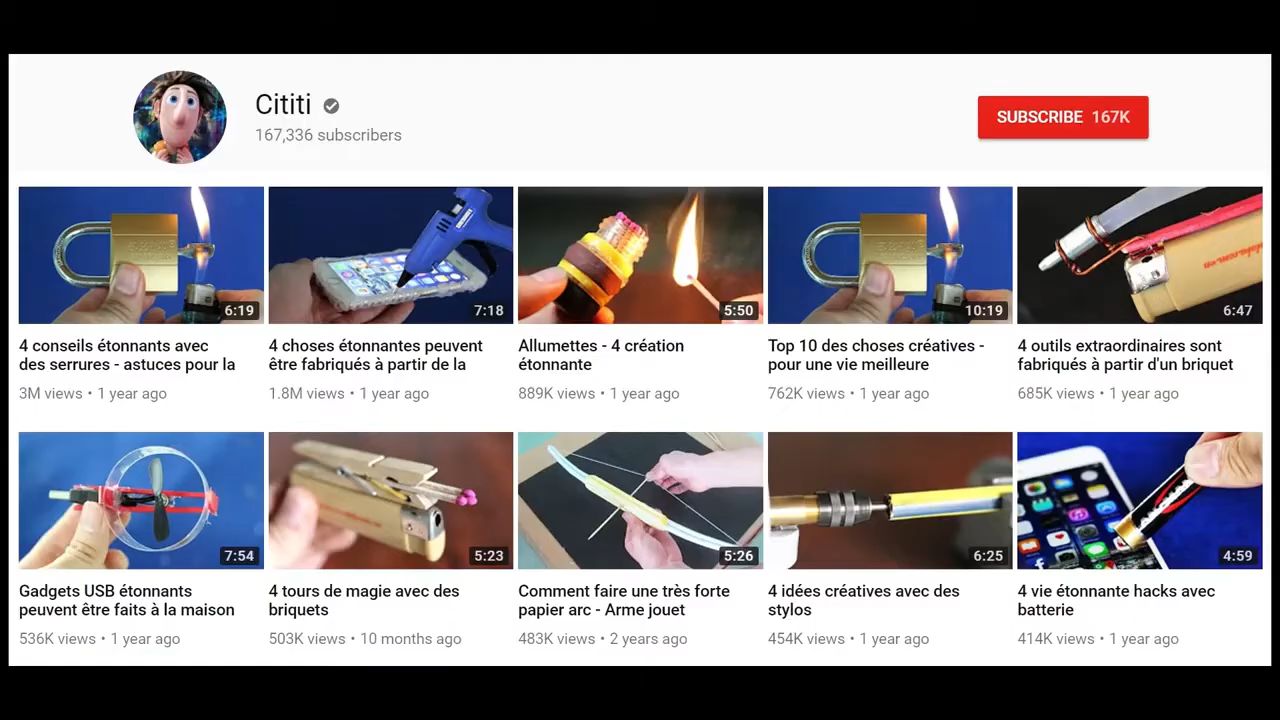 Cititi
167,336 subscribers
SUBSCRIBE 167K
6:19
7:18
5:50
10:19
6:47
4 conseils étonnants avec
des serrures - astuces pour la
3M views • 1 year ago
4 choses étonnantes peuvent
être fabriqués à partir de la
1.8M views • 1 year ago
Allumettes - 4 création
étonnante
889K views • 1 year ago
Top 10 des choses créatives -
pour une vie meilleure
762K views • 1 year ago
4 outils extraordinaires sont
fabriqués à partir d'un briquet
685K views • 1 year ago
7:54
5:23
5:26
6:25
4:59
Gadgets USB étonnants
peuvent être faits à la maison
536K views • 1 year ago
4 tours de magie avec des
briquets
503K views • 10 months ago
Comment faire une très forte
papier arc - Arme jouet
483K views • 2 years ago
4 idées créatives avec des
stylos
454K views • 1 year ago
4 vie étonnante hacks avec
batterie
414K views • 1 year ago